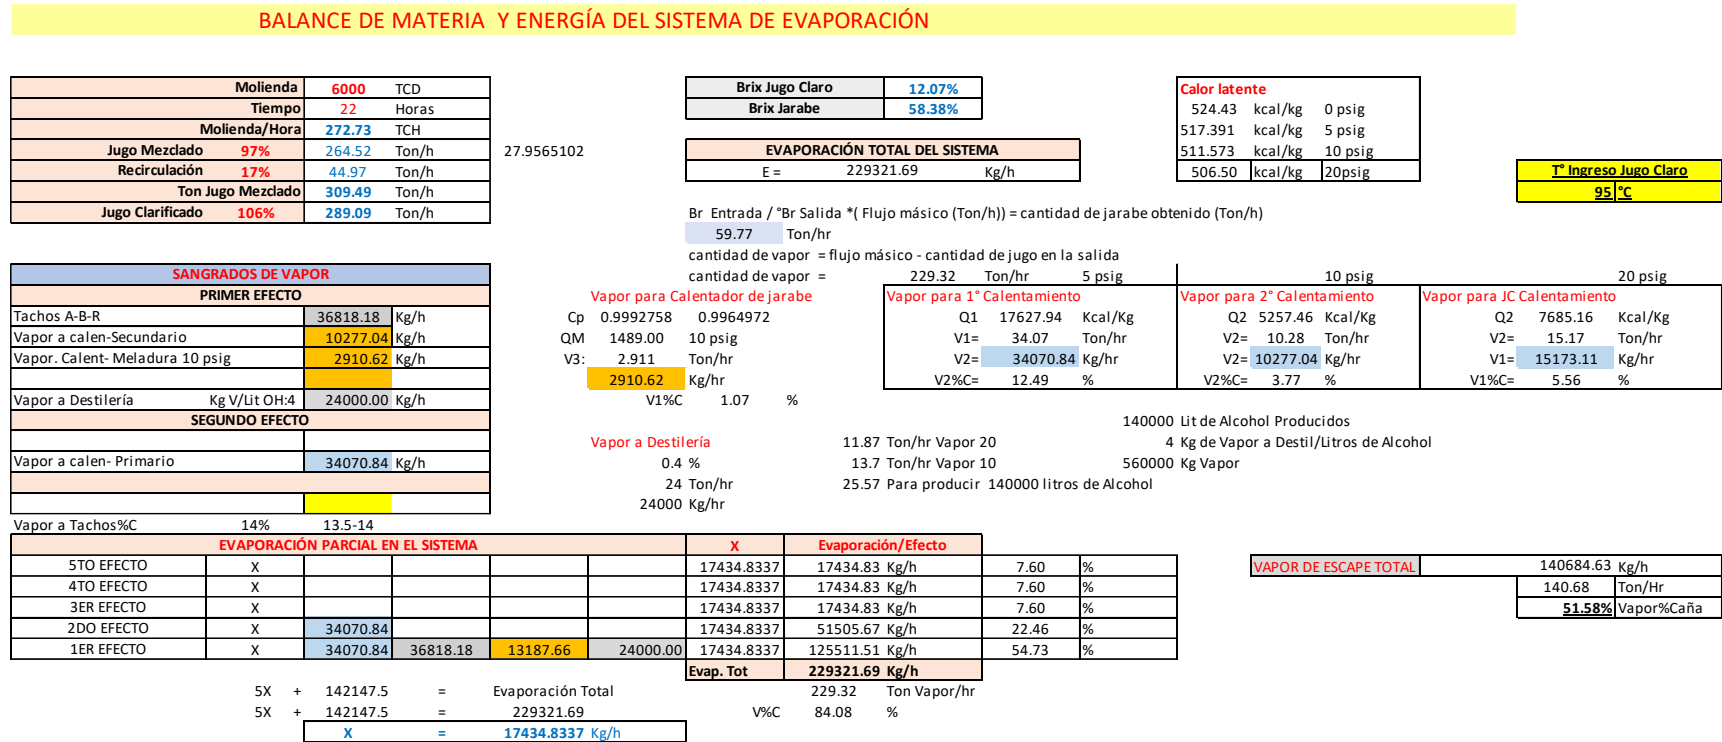 BALANCE DE MATERIA Y ENERGÍA DEL SISTEMA DE EVAPORACIÓN
Molienda 6000 TCD
Tiempo 22 Horas
Molienda/Hora 272.73 TCH
Jugo Mezclado 97% 264.52 Ton/h 27.9565102
Recirculación 17% 44.97 Ton/h
Ton Jugo Mezclado 309.49 Ton/h
Jugo Clarificado 106% 289.09 Ton/h
Brix Jugo Claro 12.07%
Brix Jarabe 58.38%
EVAPORACIÓN TOTAL DEL SISTEMA
E = 229321.69 Kg/h
Calor latente
524.43 kcal/kg 0 psig
517.391 kcal/kg 5 psig
511.573 kcal/kg 10 psig
506.50 kcal/kg 20psig
T° Ingreso Jugo Claro
95 °C
Br Entrada / °Br Salida *( Flujo másico (Ton/h)) = cantidad de jarabe obtenido (Ton/h)
59.77 Ton/hr
cantidad de vapor = flujo másico - cantidad de jugo en la salida
cantidad de vapor = 229.32 Ton/hr 5 psig 10 psig 20 psig
SANGRADOS DE VAPOR
PRIMER EFECTO
Tachos A-B-R 36818.18 Kg/h
Vapor a calen-Secundario 10277.04 Kg/h
Vapor. Calent- Meladura 10 psig 2910.62 Kg/h
Vapor a Destilería Kg V/Lit OH:4 24000.00 Kg/h
SEGUNDO EFECTO
Vapor a calen- Primario 34070.84 Kg/h
Vapor a Tachos%C 14% 13.5-14
Vapor para Calentador de jarabe
Cp 0.9992758 0.9964972
QM 1489.00 10 psig
V3: 2.911 Ton/hr
2910.62 Kg/hr
V1%C 1.07 %
Vapor para 1° Calentamiento
Q1 17627.94 Kcal/Kg
V1= 34.07 Ton/hr
V2= 34070.84 Kg/hr
V2%C= 12.49 %
Vapor para 2° Calentamiento
Q2 5257.46 Kcal/Kg
V2= 10.28 Ton/hr
V2= 10277.04 Kg/hr
V2%C= 3.77 %
Vapor para JC Calentamiento
Q2 7685.16 Kcal/Kg
V2= 15.17 Ton/hr
V1= 15173.11 Kg/hr
V1%C= 5.56 %
140000 Lit de Alcohol Producidos
Vapor a Destilería 11.87 Ton/hr Vapor 20 4 Kg de Vapor a Destil/Litros de Alcohol
0.4 % 13.7 Ton/hr Vapor 10 560000 Kg Vapor
24 Ton/hr 25.57 Para producir 140000 litros de Alcohol
24000 Kg/hr
EVAPORACIÓN PARCIAL EN EL SISTEMA X Evaporación/Efecto
5TO EFECTO X 17434.8337 17434.83 Kg/h 7.60 %
4TO EFECTO X 17434.8337 17434.83 Kg/h 7.60 %
3ER EFECTO X 17434.8337 17434.83 Kg/h 7.60 %
2DO EFECTO X 34070.84 17434.8337 51505.67 Kg/h 22.46 %
1ER EFECTO X 34070.84 36818.18 13187.66 24000.00 17434.8337 125511.51 Kg/h 54.73 %
Evap. Tot 229321.69 Kg/h
5X + 142147.5 = Evaporación Total 229.32 Ton Vapor/hr
5X + 142147.5 = 229321.69 V%C 84.08 %
X = 17434.8337 Kg/h
VAPOR DE ESCAPE TOTAL 140684.63 Kg/h
140.68 Ton/Hr
51.58% Vapor%Caña